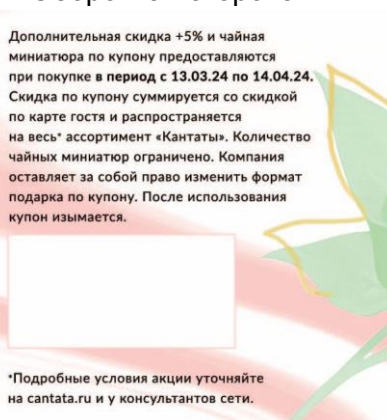 Дополнительная скидка +5% и чайная
миниатюра по купону предоставляются
при покупке в период с 13.03.24 по 14.04.24.
Скидка по купону суммируется со скидкой
по карте гостя и распространяется
на весь* ассортимент «Кантаты». Количество
чайных миниатюр ограничено. Компания
оставляет за собой право изменить формат
подарка по купону. После использования
купон изымается.
*Подробные условия акции уточняйте
на cantata.ru и у консультантов сети.